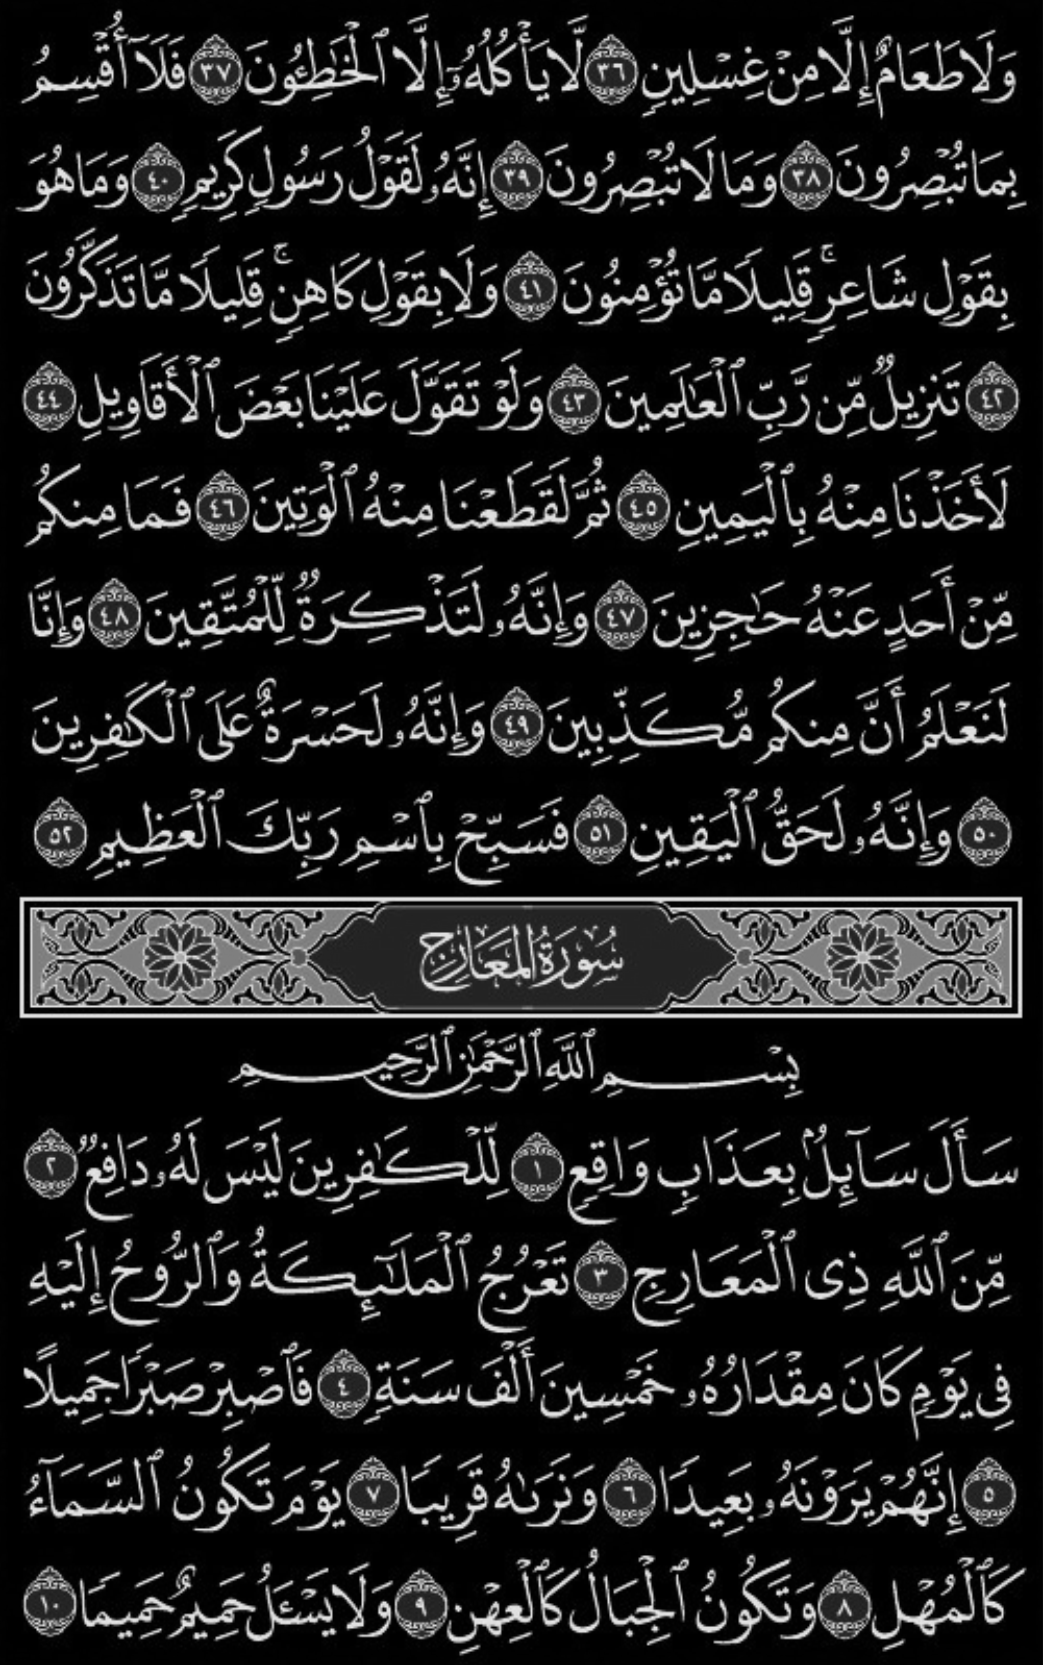 وَلَا طَعَامٌ إِلَّا مِنْ غِسْلِينٍ ٣٦ لَّا يَأْكُلُهُۥٓ إِلَّا ٱلْخَٰطِـُٔونَ ٣٧ فَلَآ أُقْسِمُ
بِمَا تُبْصِرُونَ ٣٨ وَمَا لَا تُبْصِرُونَ ٣٩ إِنَّهُۥ لَقَوْلُ رَسُولٍ كَرِيمٍ ٤٠ وَمَا هُوَ
بِقَوْلِ شَاعِرٍ ۚ قَلِيلًا مَّا تُؤْمِنُونَ ٤١ وَلَا بِقَوْلِ كَاهِنٍ ۚ قَلِيلًا مَّا تَذَكَّرُونَ
٤٢ تَنزِيلٌ مِّن رَّبِّ ٱلْعَٰلَمِينَ ٤٣ وَلَوْ تَقَوَّلَ عَلَيْنَا بَعْضَ ٱلْأَقَاوِيلِ ٤٤
لَأَخَذْنَا مِنْهُ بِٱلْيَمِينِ ٤٥ ثُمَّ لَقَطَعْنَا مِنْهُ ٱلْوَتِينَ ٤٦ فَمَا مِنكُم
مِّنْ أَحَدٍ عَنْهُ حَٰجِزِينَ ٤٧ وَإِنَّهُۥ لَتَذْكِرَةٌ لِّلْمُتَّقِينَ ٤٨ وَإِنَّا
لَنَعْلَمُ أَنَّ مِنكُم مُّكَذِّبِينَ ٤٩ وَإِنَّهُۥ لَحَسْرَةٌ عَلَى ٱلْكَٰفِرِينَ
٥٠ وَإِنَّهُۥ لَحَقُّ ٱلْيَقِينِ ٥١ فَسَبِّحْ بِٱسْمِ رَبِّكَ ٱلْعَظِيمِ ٥٢
سُورَةُ المَعَارِجِ
بِسْمِ ٱللَّهِ ٱلرَّحْمَٰنِ ٱلرَّحِيمِ
سَأَلَ سَآئِلٌۢ بِعَذَابٍ وَاقِعٍ ١ لِّلْكَٰفِرِينَ لَيْسَ لَهُۥ دَافِعٌ ٢
مِّنَ ٱللَّهِ ذِى ٱلْمَعَارِجِ ٣ تَعْرُجُ ٱلْمَلَٰٓئِكَةُ وَٱلرُّوحُ إِلَيْهِ
فِى يَوْمٍ كَانَ مِقْدَارُهُۥ خَمْسِينَ أَلْفَ سَنَةٍ ٤ فَٱصْبِرْ صَبْرًا جَمِيلًا
٥ إِنَّهُمْ يَرَوْنَهُۥ بَعِيدًا ٦ وَنَرَىٰهُ قَرِيبًا ٧ يَوْمَ تَكُونُ ٱلسَّمَآءُ
كَٱلْمُهْلِ ٨ وَتَكُونُ ٱلْجِبَالُ كَٱلْعِهْنِ ٩ وَلَا يَسْـَٔلُ حَمِيمٌ حَمِيمًا ١٠